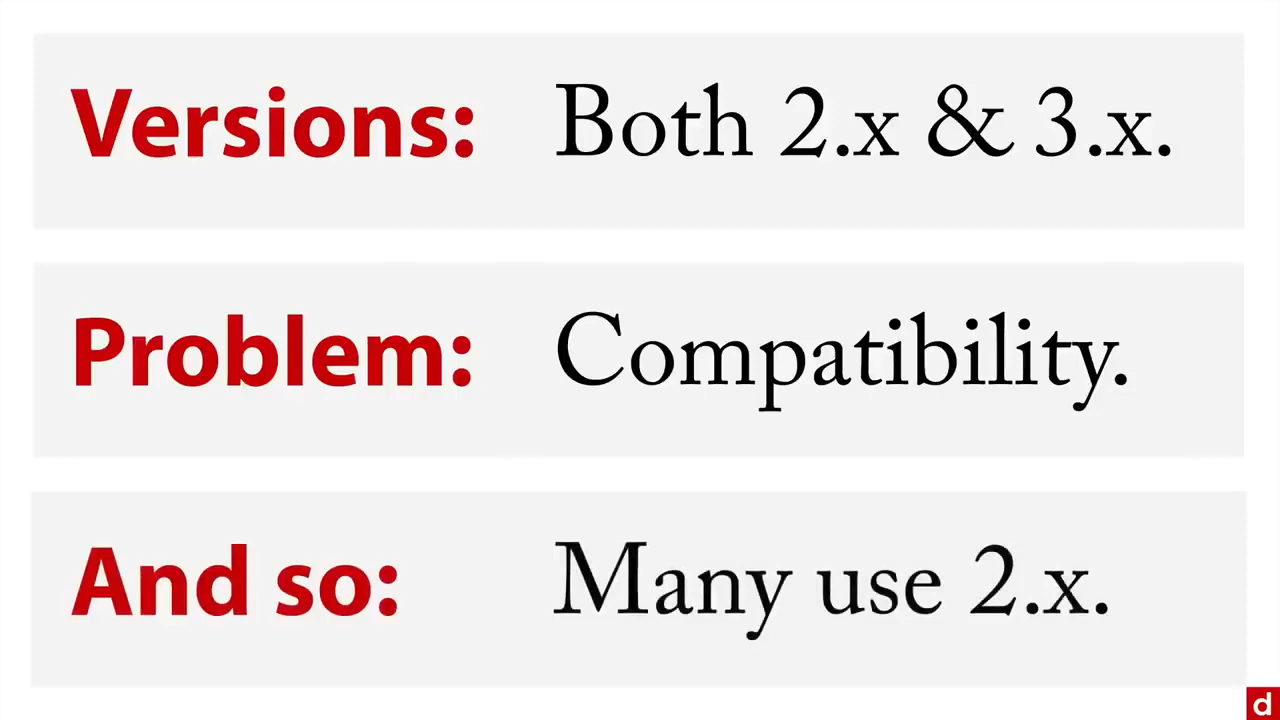 Versions: Both 2.x & 3.x.
Problem: Compatibility.
And so: Many use 2.x.
d